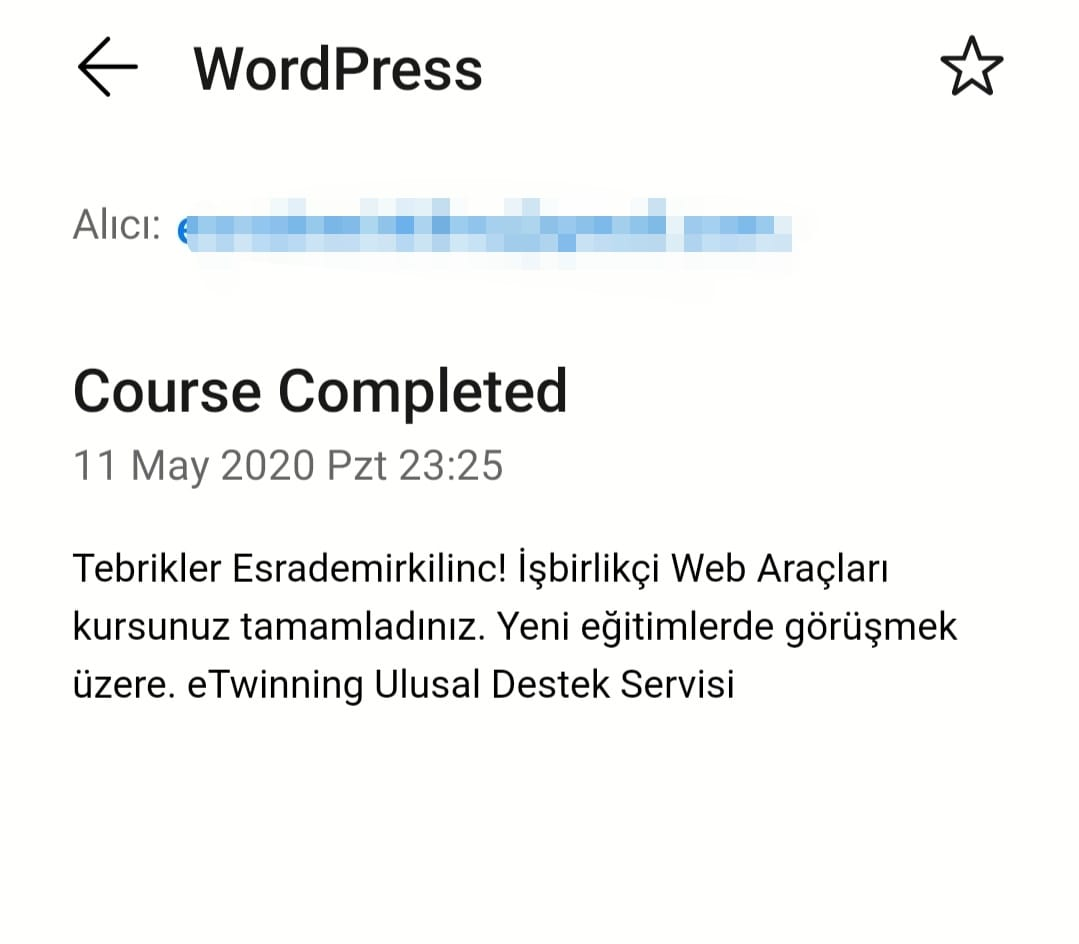 WordPress
Alıcı:
Course Completed
11 May 2020 Pzt 23:25
Tebrikler Esrademirkilinc! İşbirlikçi Web Araçları
kursunuz tamamladınız. Yeni eğitimlerde görüşmek
üzere. eTwinning Ulusal Destek Servisi